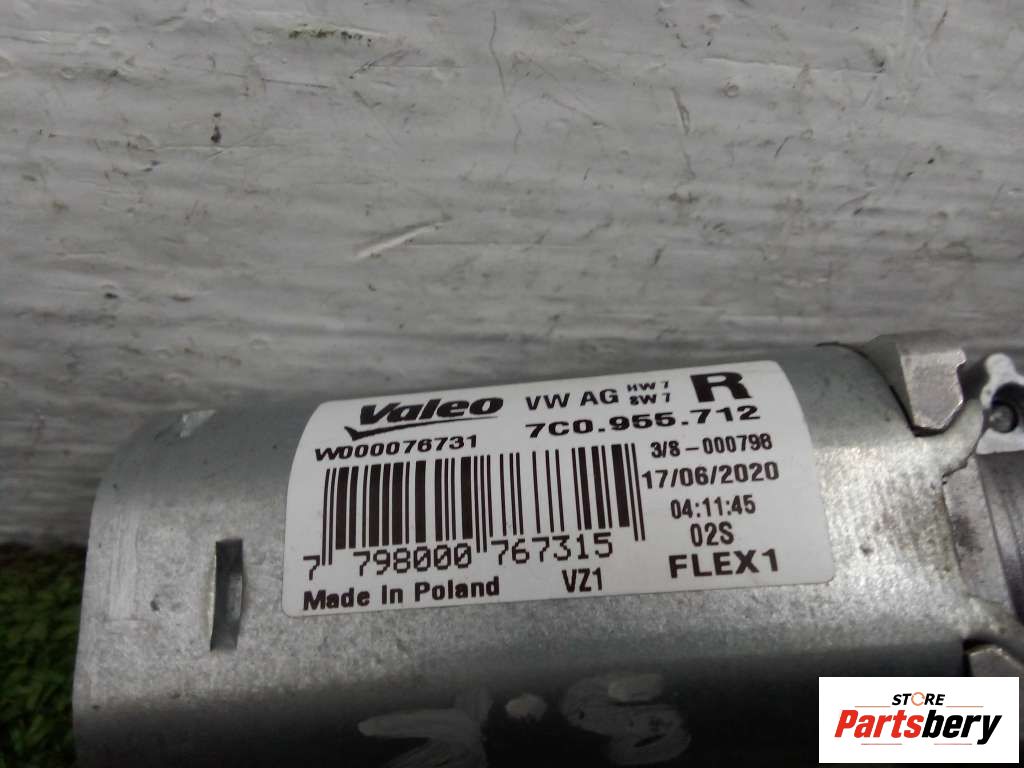 Valeo VW AG HW 7 SW 7 R
W000076731 7C0.955.712
3/8-000798
17/06/2020
04:11:45
02S
7 798000 767315
Made In Poland VZ1 FLEX1
STORE
Partsbery